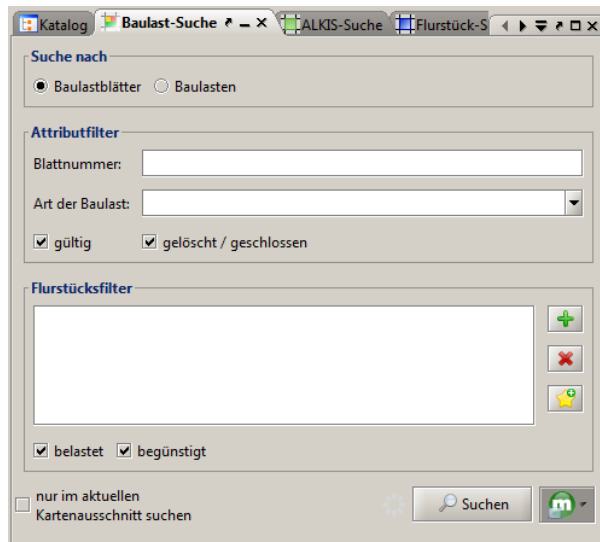 Katalog Baulast-Suche ALKIS-Suche Flurstück-S
Suche nach
Baulastblätter Baulasten
Attributfilter
Blattnummer:
Art der Baulast:
gültig gelöscht / geschlossen
Flurstücksfilter
belastet begünstigt
nur im aktuellen
Kartenausschnitt suchen
Suchen
m